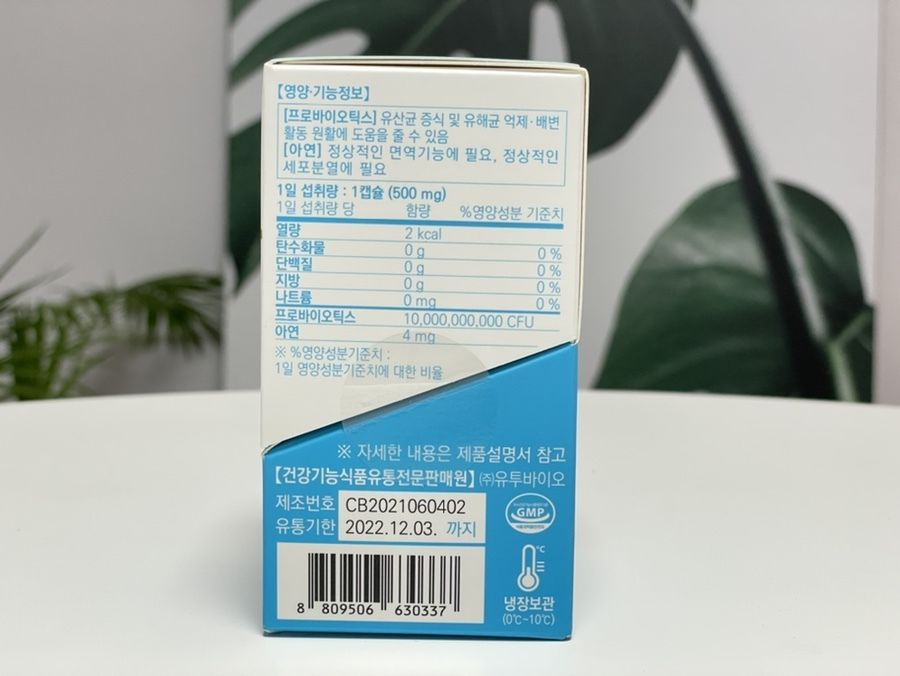 【영양·기능정보】
[프로바이오틱스] 유산균 증식 및 유해균 억제·배변
활동 원활에 도움을 줄 수 있음
[아연] 정상적인 면역기능에 필요, 정상적인
세포분열에 필요
1일 섭취량 : 1캡슐 (500 mg)
1일 섭취량 당 함량 %영양성분 기준치
열량 2 kcal
탄수화물 0 g 0 %
단백질 0 g 0 %
지방 0 g 0 %
나트륨 0 mg 0 %
프로바이오틱스 10,000,000,000 CFU
아연 4 mg
※ %영양성분기준치 :
1일 영양성분기준치에 대한 비율
※ 자세한 내용은 제품설명서 참고
【건강기능식품유통전문판매원】 ㈜유투바이오
제조번호 CB2021060402
유통기한 2022.12.03. 까지
GMP
℃
냉장보관
(0℃~10℃)
8 809506 630337